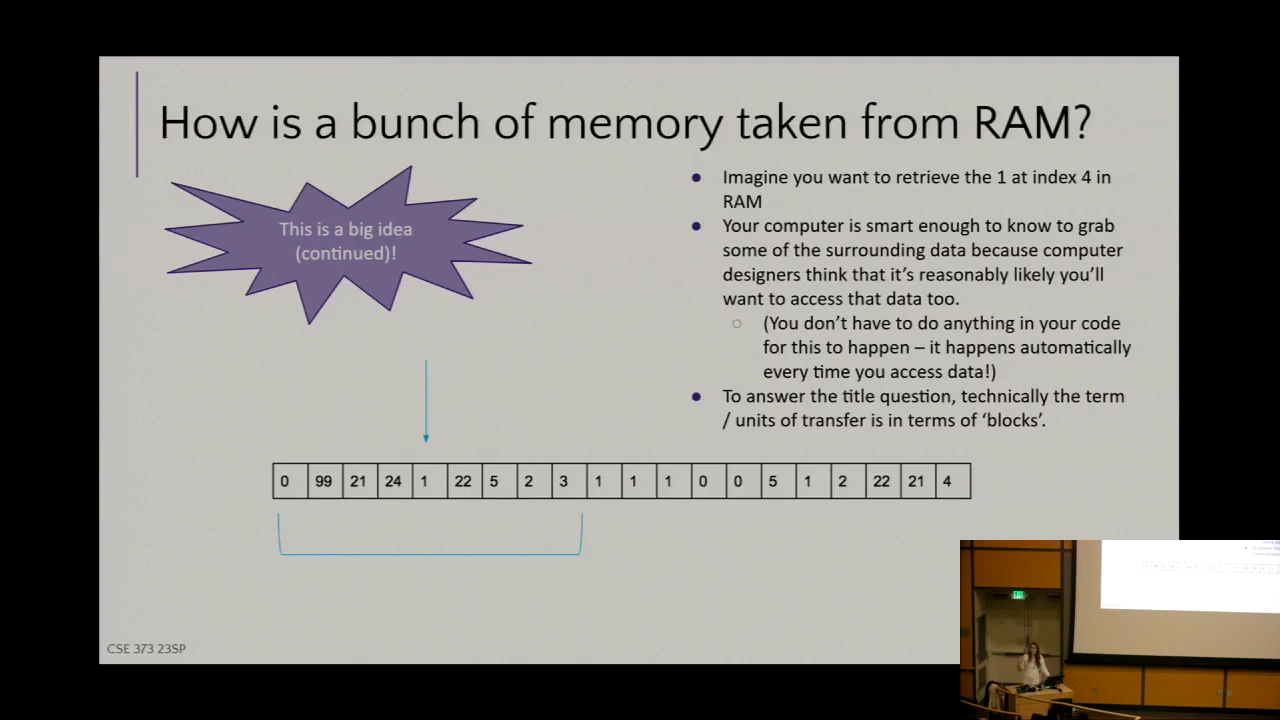 How is a bunch of memory taken from RAM?
This is a big idea
(continued)!
● Imagine you want to retrieve the 1 at index 4 in
RAM
● Your computer is smart enough to know to grab
some of the surrounding data because computer
designers think that it's reasonably likely you'll
want to access that data too.
○ (You don't have to do anything in your code
for this to happen – it happens automatically
every time you access data!)
● To answer the title question, technically the term
/ units of transfer is in terms of 'blocks'.
0 99 21 24 1 22 5 2 3 1 1 1 0 0 5 1 2 22 21 4
CSE 373 23SP